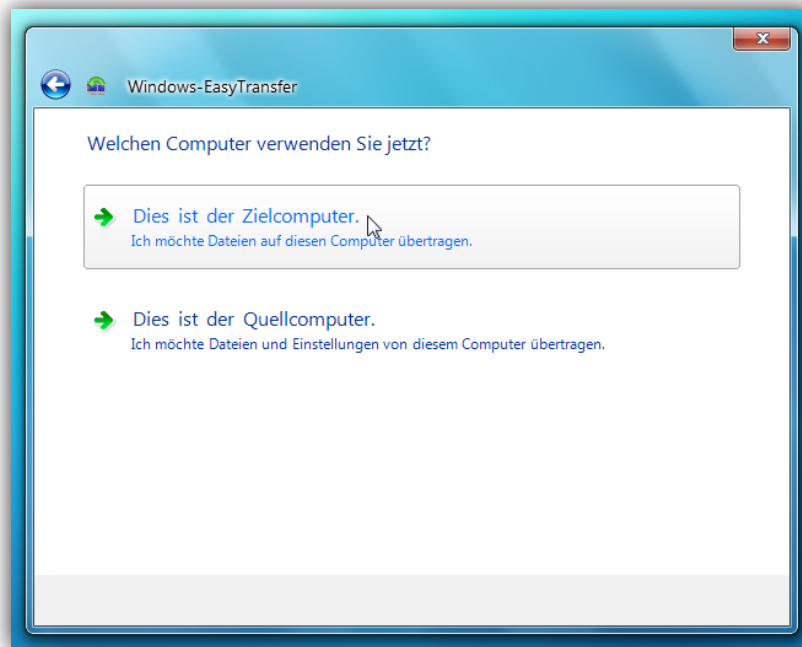 Windows-EasyTransfer
Welchen Computer verwenden Sie jetzt?
Dies ist der Zielcomputer.
Ich möchte Dateien auf diesen Computer übertragen.
Dies ist der Quellcomputer.
Ich möchte Dateien und Einstellungen von diesem Computer übertragen.